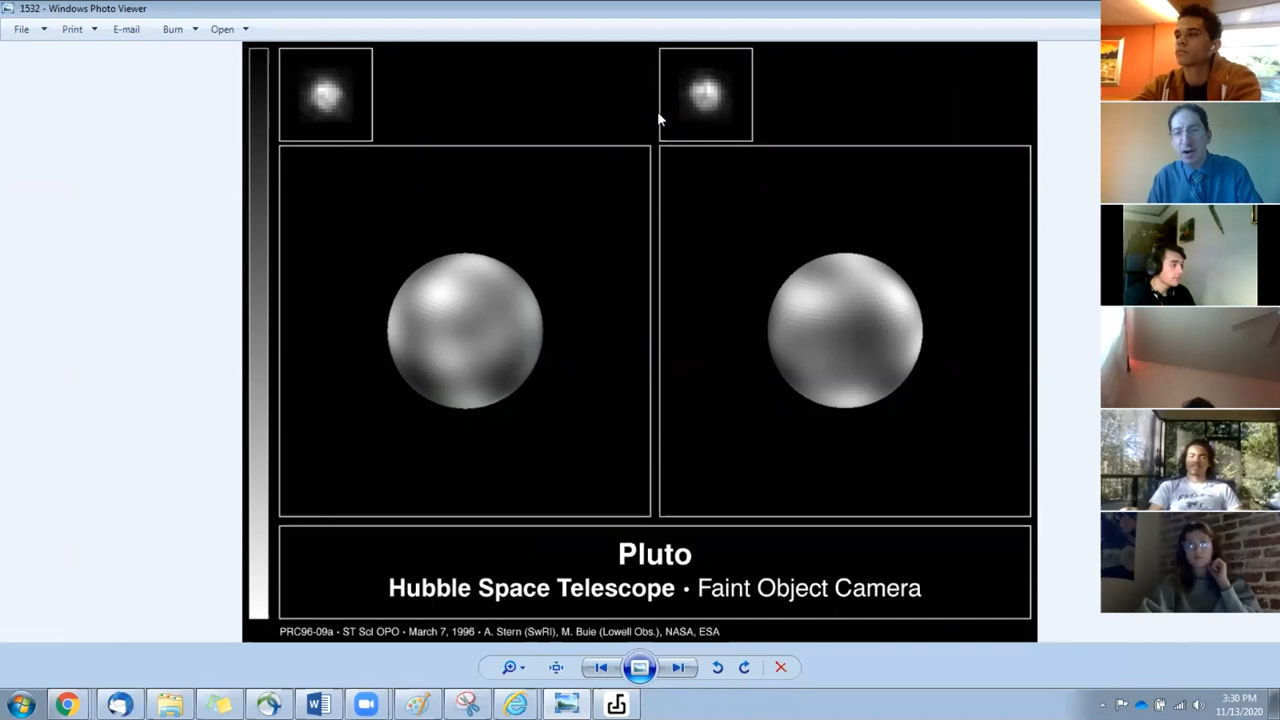 1532 - Windows Photo Viewer
File Print E-mail Burn Open
Pluto
Hubble Space Telescope • Faint Object Camera
PRC96-09a • ST ScI OPO • March 7, 1996 • A. Stern (SwRI), M. Buie (Lowell Obs.), NASA, ESA
3:30 PM
11/13/2020